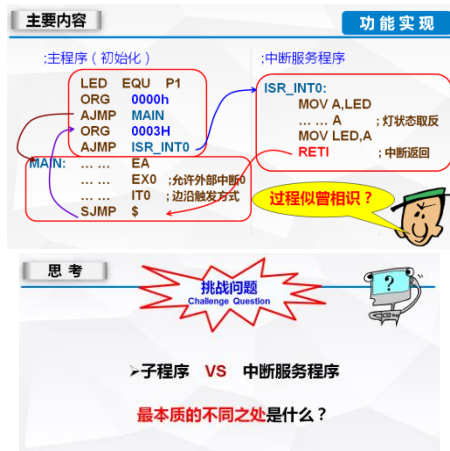 主要内容
功能实现
;主程序（初始化）
LED EQU P1
ORG 0000h
AJMP MAIN
ORG 0003H
AJMP ISR_INT0
MAIN: … … EA
… … EX0 ;允许外部中断0
… … IT0 ;边沿触发方式
SJMP $
;中断服务程序
ISR_INT0:
MOV A,LED
… … A ;灯状态取反
MOV LED,A
RETI ;中断返回
过程似曾相识？
思考
挑战问题
Challenge Question
?
➢子程序 VS 中断服务程序
最本质的不同之处是什么？